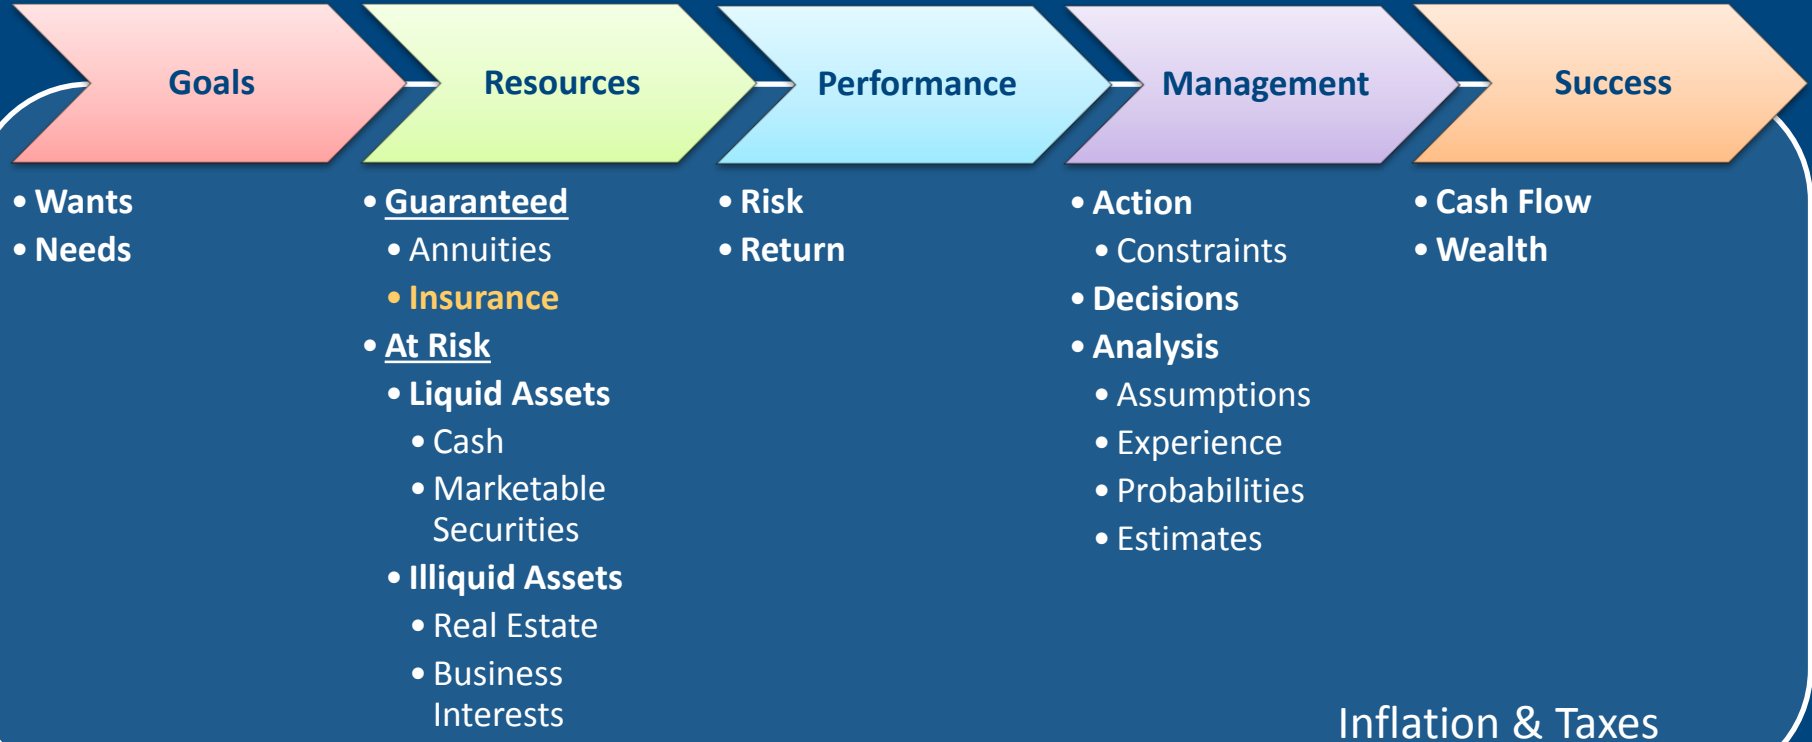 Goals
Resources
Performance
Management
Success
• Wants
• Needs
• Guaranteed
• Annuities
• Insurance
• At Risk
• Liquid Assets
• Cash
• Marketable
Securities
• Illiquid Assets
• Real Estate
• Business
Interests
• Risk
• Return
• Action
• Constraints
• Decisions
• Analysis
• Assumptions
• Experience
• Probabilities
• Estimates
• Cash Flow
• Wealth
Inflation & Taxes